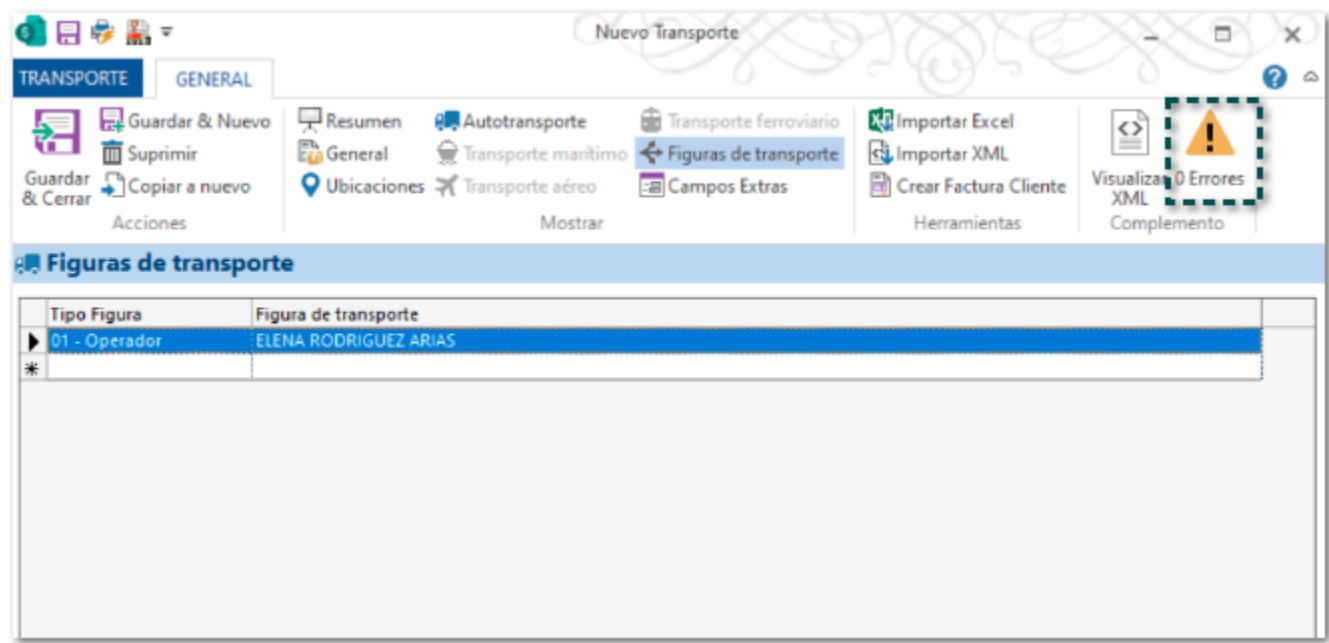 Nuevo Transporte
TRANSPORTE GENERAL
Guardar & Cerrar
Guardar & Nuevo
Suprimir
Copiar a nuevo
Acciones
Resumen
General
Ubicaciones
Autotransporte
Transporte marítimo
Transporte aéreo
Transporte ferroviario
Figuras de transporte
Campos Extras
Mostrar
Importar Excel
Importar XML
Crear Factura Cliente
Herramientas
Visualizar XML
0 Errores
Complemento
Figuras de transporte
Tipo Figura Figura de transporte
01 - Operador ELENA RODRIGUEZ ARIAS